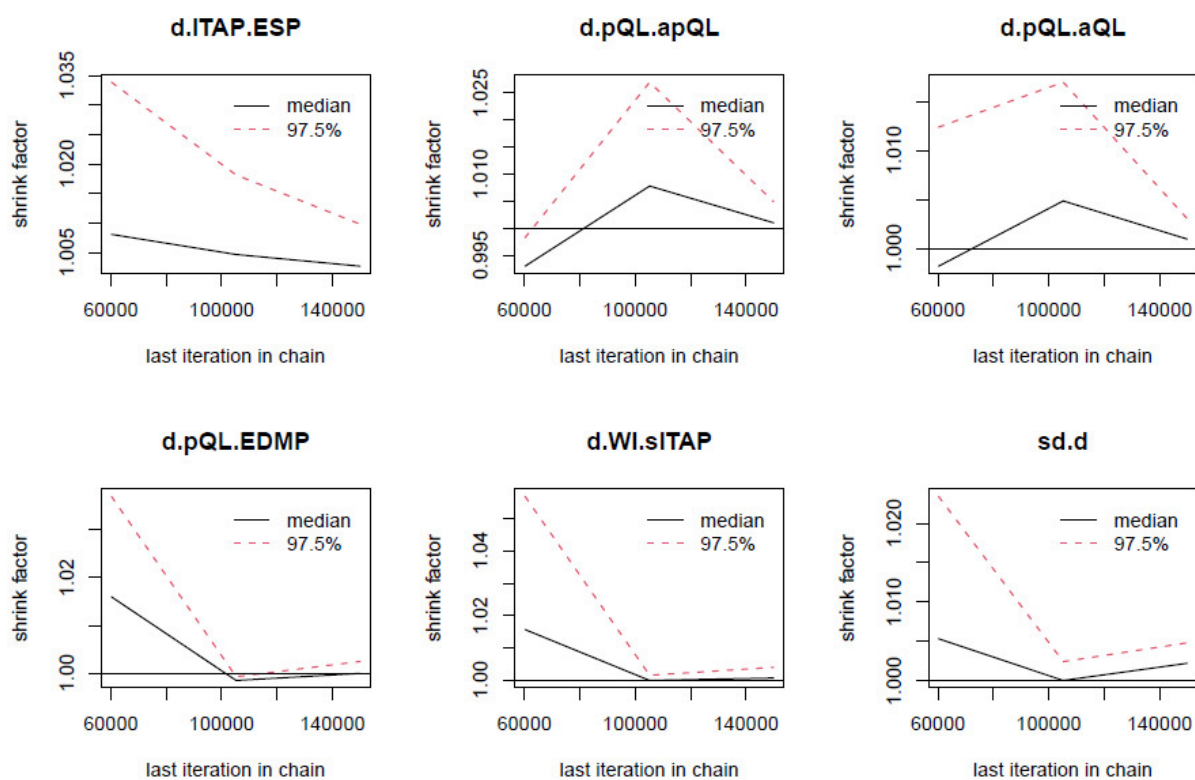 d.ITAP.ESP
d.pQL.apQL
d.pQL.aQL
shrink factor
1.005 1.020 1.035
median
97.5%
60000 100000 140000
last iteration in chain
shrink factor
0.995 1.010 1.025
median
97.5%
60000 100000 140000
last iteration in chain
shrink factor
1.000 1.010
median
97.5%
60000 100000 140000
last iteration in chain
d.pQL.EDMP
d.WI.sITAP
sd.d
shrink factor
1.00 1.02
median
97.5%
60000 100000 140000
last iteration in chain
shrink factor
1.00 1.02 1.04
median
97.5%
60000 100000 140000
last iteration in chain
shrink factor
1.000 1.010 1.020
median
97.5%
60000 100000 140000
last iteration in chain